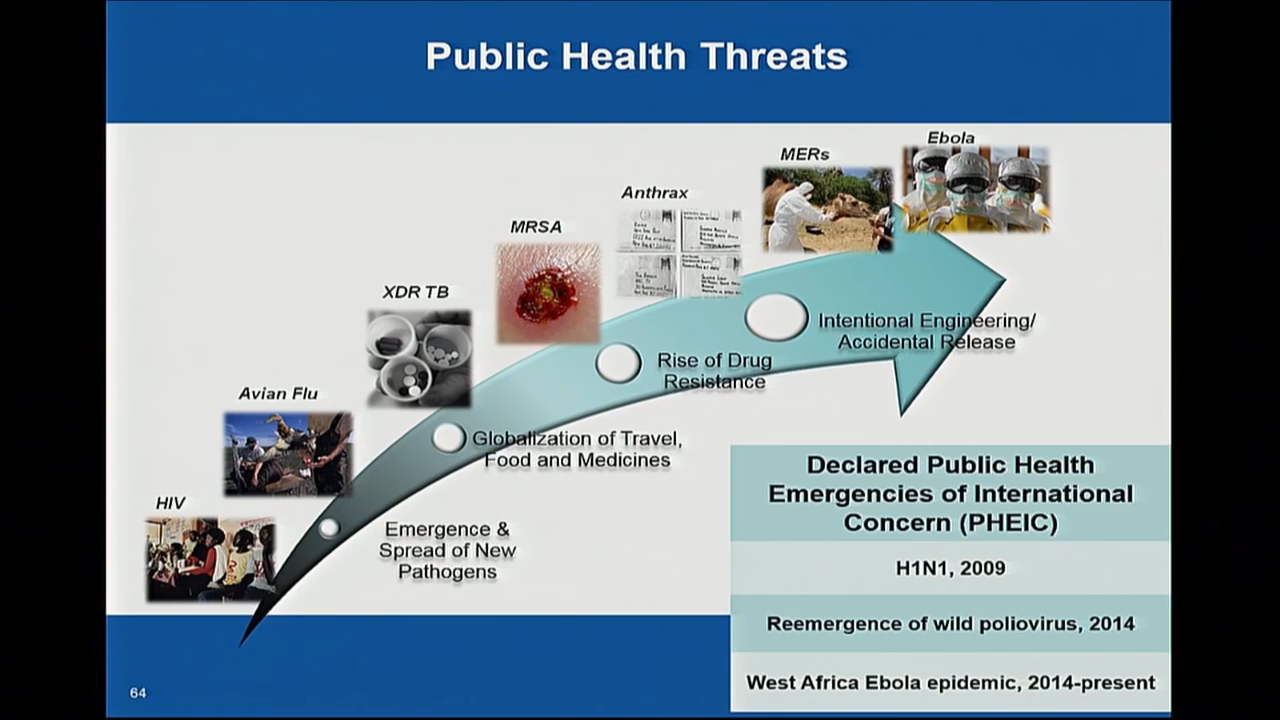 Public Health Threats
Ebola
MERs
Anthrax
MRSA
XDR TB
Avian Flu
HIV
Intentional Engineering/
Accidental Release
Rise of Drug
Resistance
Globalization of Travel,
Food and Medicines
Emergence &
Spread of New
Pathogens
Declared Public Health
Emergencies of International
Concern (PHEIC)
H1N1, 2009
Reemergence of wild poliovirus, 2014
West Africa Ebola epidemic, 2014-present
64